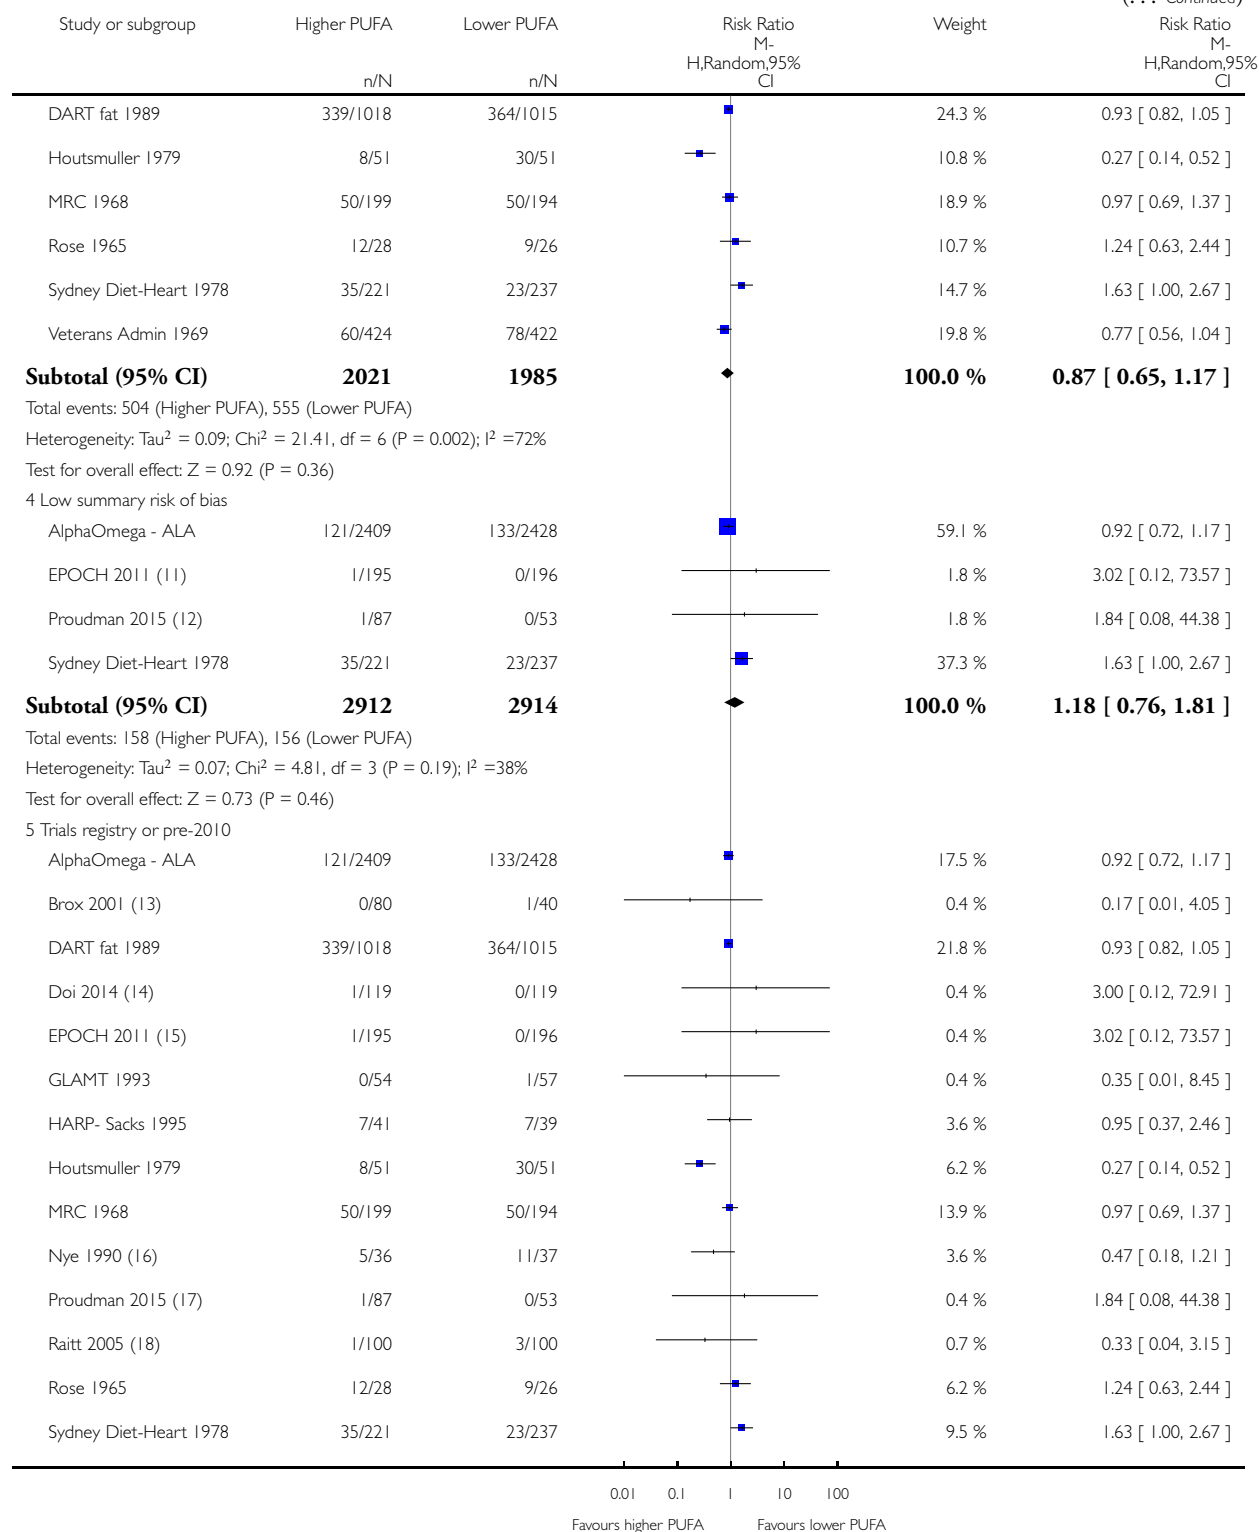 (. . . Continued)
Study or subgroup Higher PUFA Lower PUFA Risk Ratio Weight Risk Ratio
M- M-
H,Random,95% H,Random,95%
n/N n/N CI CI
DART fat 1989 339/1018 364/1015 24.3 % 0.93 [ 0.82, 1.05 ]
Houtsmuller 1979 8/51 30/51 10.8 % 0.27 [ 0.14, 0.52 ]
MRC 1968 50/199 50/194 18.9 % 0.97 [ 0.69, 1.37 ]
Rose 1965 12/28 9/26 10.7 % 1.24 [ 0.63, 2.44 ]
Sydney Diet-Heart 1978 35/221 23/237 14.7 % 1.63 [ 1.00, 2.67 ]
Veterans Admin 1969 60/424 78/422 19.8 % 0.77 [ 0.56, 1.04 ]
Subtotal (95% CI) 2021 1985 100.0 % 0.87 [ 0.65, 1.17 ]
Total events: 504 (Higher PUFA), 555 (Lower PUFA)
Heterogeneity: Tau² = 0.09; Chi² = 21.41, df = 6 (P = 0.002); I² =72%
Test for overall effect: Z = 0.92 (P = 0.36)
4 Low summary risk of bias
AlphaOmega - ALA 121/2409 133/2428 59.1 % 0.92 [ 0.72, 1.17 ]
EPOCH 2011 (11) 1/195 0/196 1.8 % 3.02 [ 0.12, 73.57 ]
Proudman 2015 (12) 1/87 0/53 1.8 % 1.84 [ 0.08, 44.38 ]
Sydney Diet-Heart 1978 35/221 23/237 37.3 % 1.63 [ 1.00, 2.67 ]
Subtotal (95% CI) 2912 2914 100.0 % 1.18 [ 0.76, 1.81 ]
Total events: 158 (Higher PUFA), 156 (Lower PUFA)
Heterogeneity: Tau² = 0.07; Chi² = 4.81, df = 3 (P = 0.19); I² =38%
Test for overall effect: Z = 0.73 (P = 0.46)
5 Trials registry or pre-2010
AlphaOmega - ALA 121/2409 133/2428 17.5 % 0.92 [ 0.72, 1.17 ]
Brox 2001 (13) 0/80 1/40 0.4 % 0.17 [ 0.01, 4.05 ]
DART fat 1989 339/1018 364/1015 21.8 % 0.93 [ 0.82, 1.05 ]
Doi 2014 (14) 1/119 0/119 0.4 % 3.00 [ 0.12, 72.91 ]
EPOCH 2011 (15) 1/195 0/196 0.4 % 3.02 [ 0.12, 73.57 ]
GLAMT 1993 0/54 1/57 0.4 % 0.35 [ 0.01, 8.45 ]
HARP- Sacks 1995 7/41 7/39 3.6 % 0.95 [ 0.37, 2.46 ]
Houtsmuller 1979 8/51 30/51 6.2 % 0.27 [ 0.14, 0.52 ]
MRC 1968 50/199 50/194 13.9 % 0.97 [ 0.69, 1.37 ]
Nye 1990 (16) 5/36 11/37 3.6 % 0.47 [ 0.18, 1.21 ]
Proudman 2015 (17) 1/87 0/53 0.4 % 1.84 [ 0.08, 44.38 ]
Raitt 2005 (18) 1/100 3/100 0.7 % 0.33 [ 0.04, 3.15 ]
Rose 1965 12/28 9/26 6.2 % 1.24 [ 0.63, 2.44 ]
Sydney Diet-Heart 1978 35/221 23/237 9.5 % 1.63 [ 1.00, 2.67 ]
0.01 0.1 1 10 100
Favours higher PUFA Favours lower PUFA